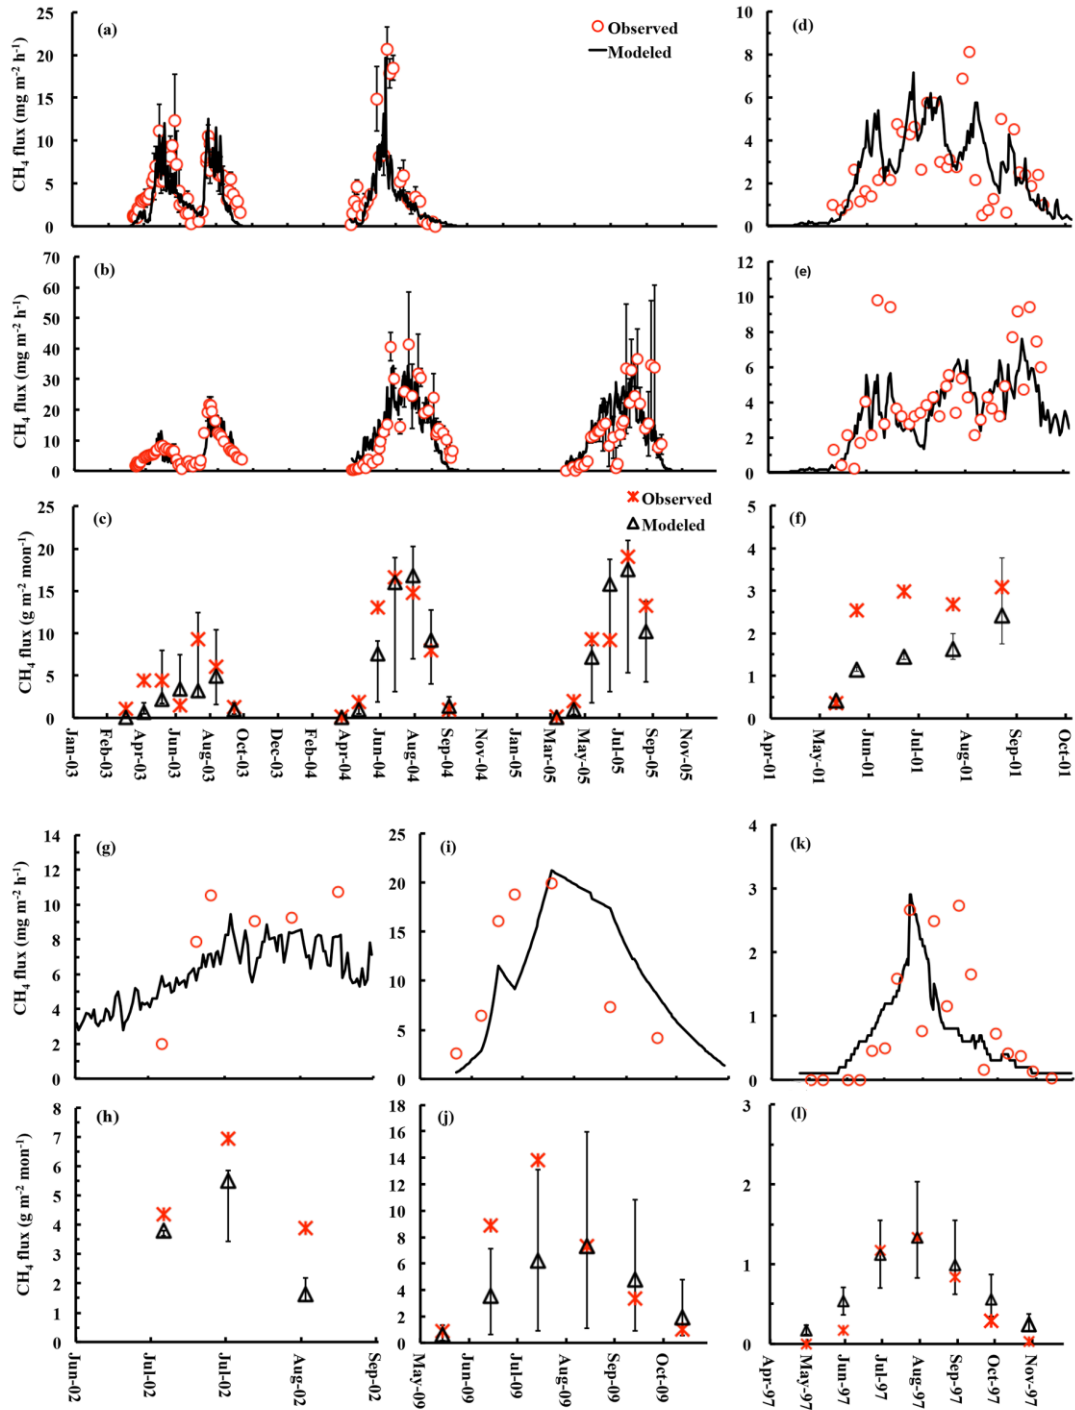 (a)
CH₄ flux (mg m⁻² h⁻¹)
25
20
15
10
5
0
Observed
Modeled
(d)
10
8
6
4
2
0
(b)
CH₄ flux (mg m⁻² h⁻¹)
70
60
50
40
30
20
10
0
(e)
12
10
8
6
4
2
0
(c)
CH₄ flux (g m⁻² mon⁻¹)
25
20
15
10
5
0
Observed
Modeled
Jan-03
Feb-03
Apr-03
Jun-03
Aug-03
Oct-03
Dec-03
Feb-04
Apr-04
Jun-04
Aug-04
Sep-04
Nov-04
Jan-05
Mar-05
May-05
Jul-05
Sep-05
Nov-05
(f)
5
4
3
2
1
0
Apr-01
May-01
Jun-01
Jul-01
Aug-01
Sep-01
Oct-01
(g)
CH₄ flux (mg m⁻² h⁻¹)
14
12
10
8
6
4
2
0
(i)
25
20
15
10
5
0
(k)
4
3
2
1
0
(h)
CH₄ flux (g m⁻² mon⁻¹)
8
7
6
5
4
3
2
1
0
Jun-02
Jul-02
Jul-02
Aug-02
Sep-02
(j)
18
16
14
12
10
8
6
4
2
0
May-09
Jun-09
Jul-09
Aug-09
Sep-09
Oct-09
(l)
3
2
1
0
Apr-97
May-97
Jun-97
Jul-97
Aug-97
Sep-97
Oct-97
Nov-97